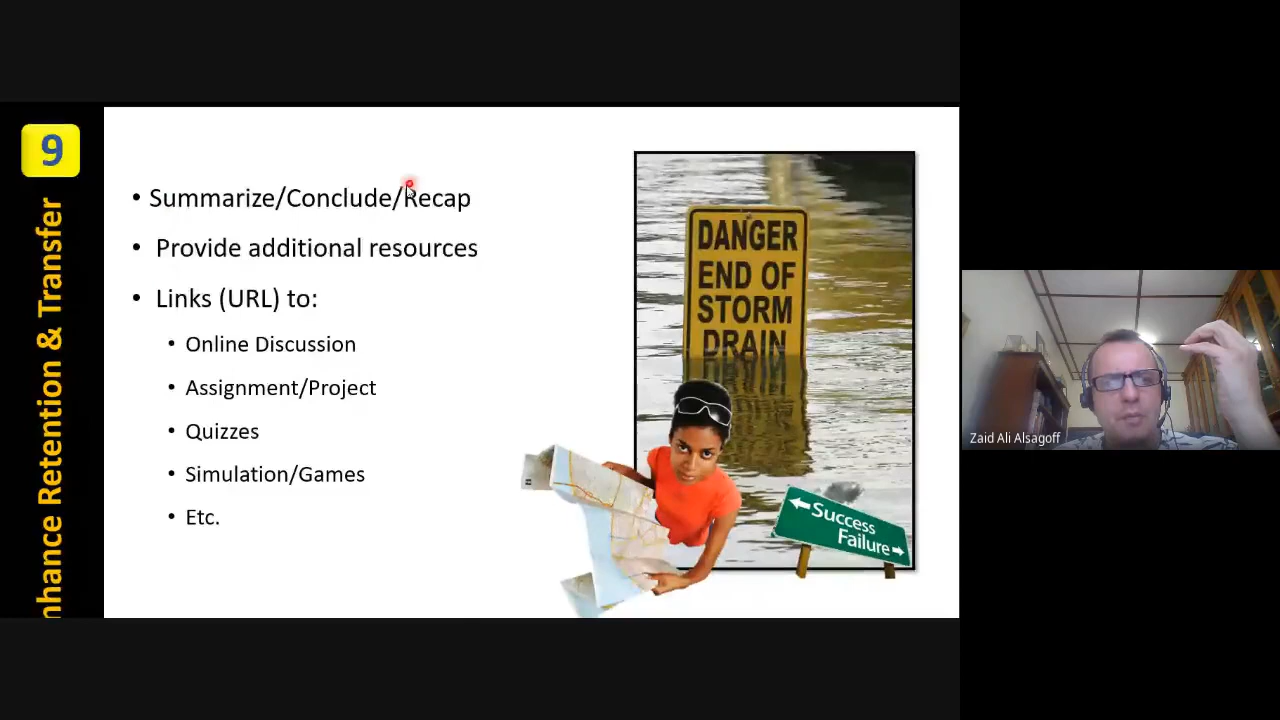 9
nhance Retention & Transfer
• Summarize/Conclude/Recap
• Provide additional resources
• Links (URL) to:
• Online Discussion
• Assignment/Project
• Quizzes
• Simulation/Games
• Etc.
DANGER
END OF
STORM
DRAIN
Success
Failure
Zaid Ali Alsagoff